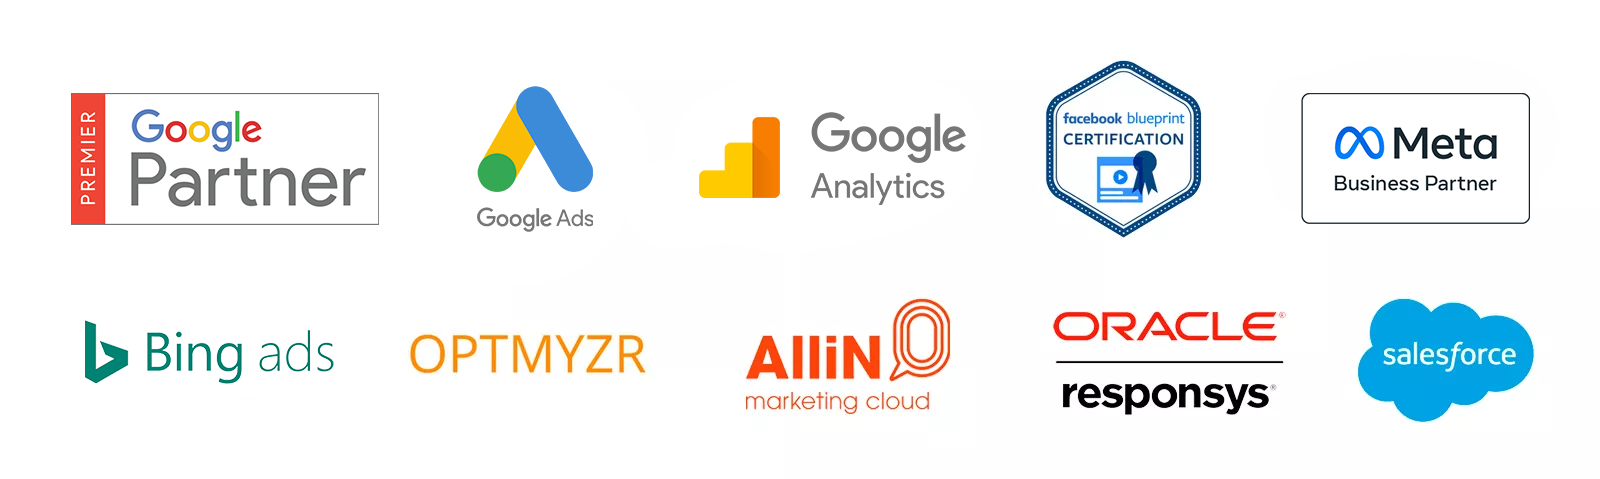 PREMIER
Google
Partner
Google Ads
Google
Analytics
facebook blueprint
CERTIFICATION
Meta
Business Partner
Bing ads
OPTMYZR
AlliN
marketing cloud
ORACLE®
responsys®
salesforce